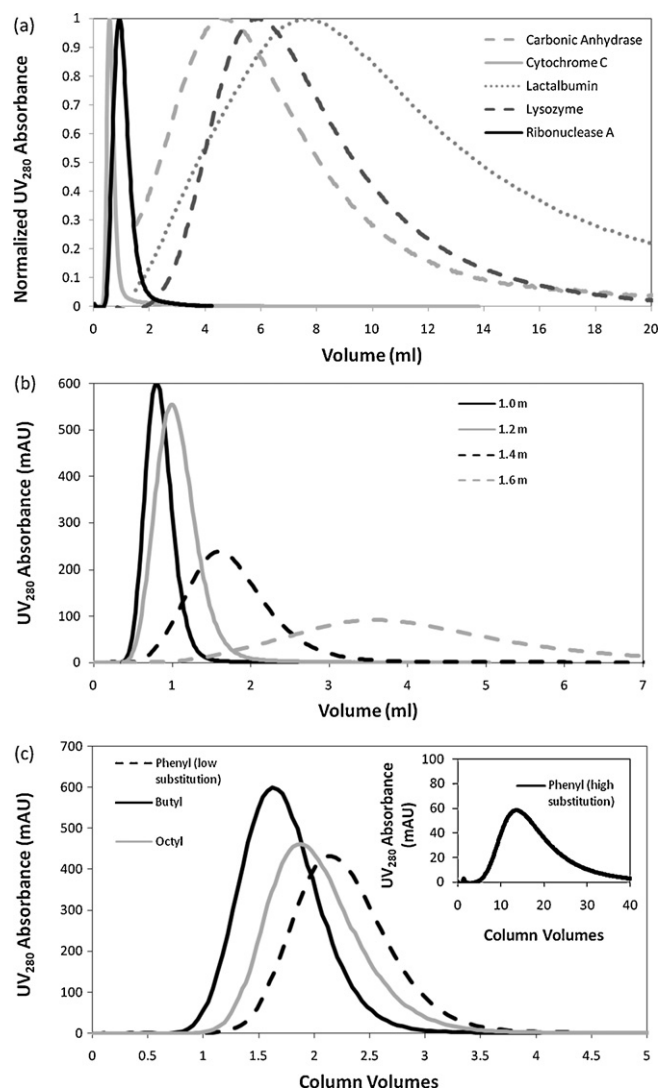 (a)
1
0.9
0.8
0.7
0.6
0.5
0.4
0.3
0.2
0.1
0
Normalized UV280 Absorbance
Carbonic Anhydrase
Cytochrome C
Lactalbumin
Lysozyme
Ribonuclease A
0 2 4 6 8 10 12 14 16 18 20
Volume (ml)
(b)
600
500
400
300
200
100
0
UV280 Absorbance (mAU)
1.0 m
1.2 m
1.4 m
1.6 m
0 1 2 3 4 5 6 7
Volume (ml)
(c)
700
600
500
400
300
200
100
0
UV280 Absorbance (mAU)
Phenyl (low
substitution)
Butyl
Octyl
100
80
60
40
20
0
UV280 Absorbance
(mAU)
Phenyl (high
substitution)
0 10 20 30 40
Column Volumes
0 0.5 1 1.5 2 2.5 3 3.5 4 4.5 5
Column Volumes